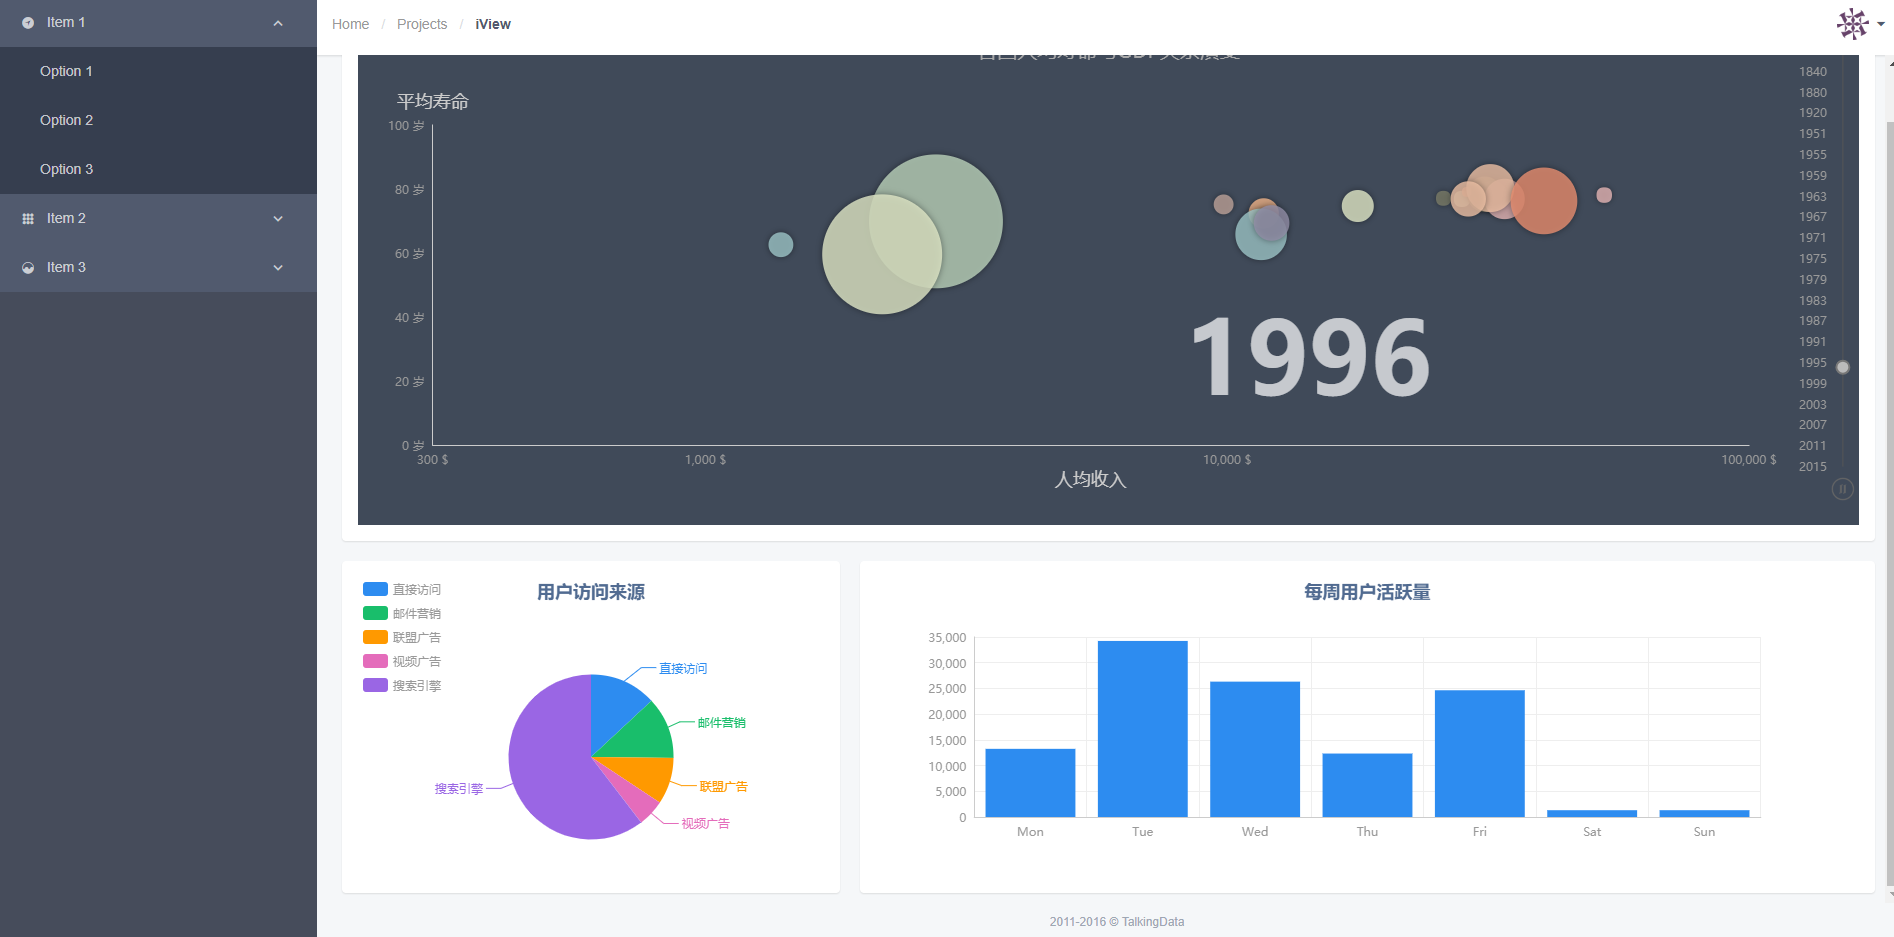 Item 1
Option 1
Option 2
Option 3
Item 2
Item 3
Home / Projects / iView
平均寿命
100 岁
80 岁
60 岁
40 岁
20 岁
0 岁
300 $
1,000 $
10,000 $
100,000 $
人均收入
1996
1840
1880
1920
1951
1955
1959
1963
1967
1971
1975
1979
1983
1987
1991
1995
1999
2003
2007
2011
2015
用户访问来源
直接访问
邮件营销
联盟广告
视频广告
搜索引擎
直接访问
邮件营销
联盟广告
视频广告
搜索引擎
每周用户活跃量
35,000
30,000
25,000
20,000
15,000
10,000
5,000
0
Mon
Tue
Wed
Thu
Fri
Sat
Sun
2011-2016 © TalkingData